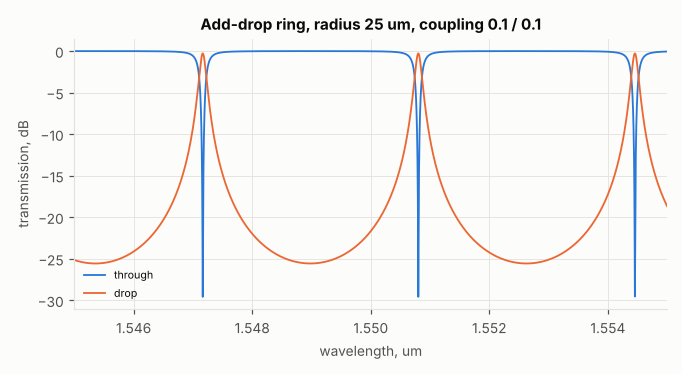 Add-drop ring, radius 25 um, coupling 0.1 / 0.1
transmission, dB
0
−5
−10
−15
−20
−25
−30
through
drop
1.546
1.548
1.550
1.552
1.554
wavelength, um